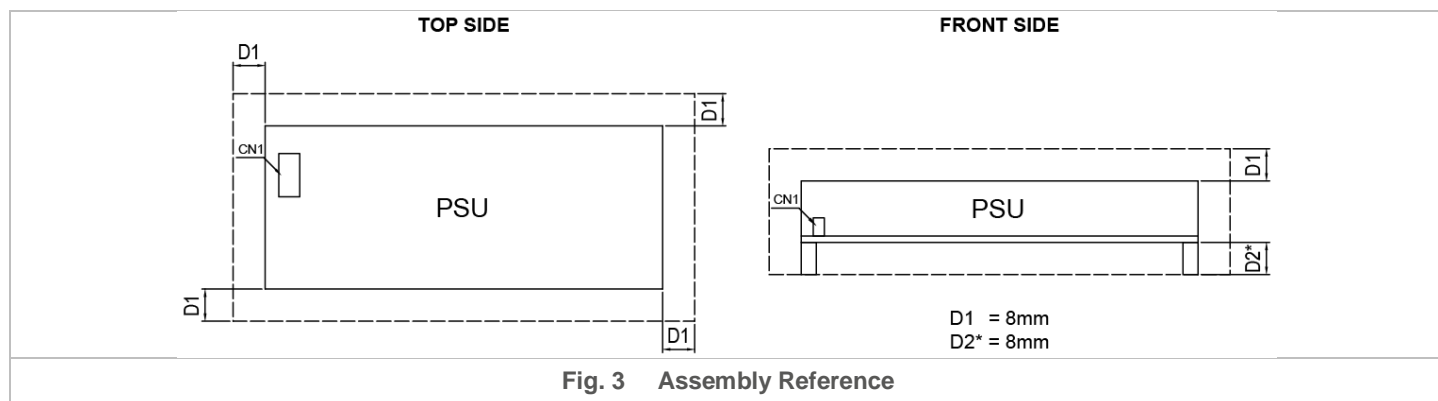 TOP SIDE
D1
D1
CN1
PSU
D1
D1
FRONT SIDE
D1
CN1
PSU
D2*
D1 = 8mm
D2* = 8mm
Fig. 3 Assembly Reference